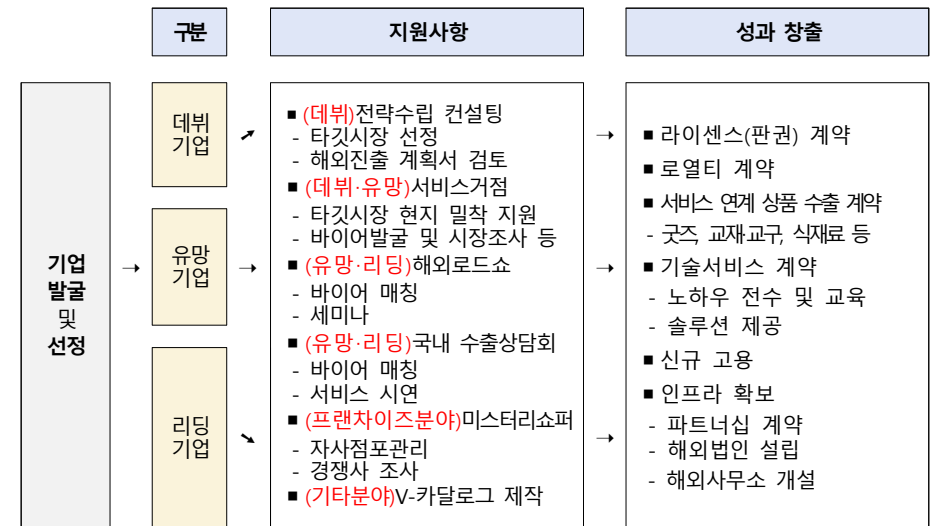 구분
지원사항
성과 창출
기업
발굴
및
선정
→
데뷔
기업
➚
유망
기업
→
리딩
기업
➘
■ (데뷔)전략수립 컨설팅
- 타깃시장 선정
- 해외진출 계획서 검토
■ (데뷔·유망)서비스거점
- 타깃시장 현지 밀착 지원
- 바이어발굴 및 시장조사 등
■ (유망·리딩)해외로드쇼
- 바이어 매칭
- 세미나
■ (유망·리딩)국내 수출상담회
- 바이어 매칭
- 서비스 시연
■ (프랜차이즈분야)미스터리쇼퍼
- 자사점포관리
- 경쟁사 조사
■ (기타분야)V-카달로그 제작
→
→
→
■ 라이센스(판권) 계약
■ 로열티 계약
■ 서비스 연계 상품 수출 계약
- 굿즈, 교재·교구, 식재료 등
■ 기술서비스 계약
- 노하우 전수 및 교육
- 솔루션 제공
■ 신규 고용
■ 인프라 확보
- 파트너십 계약
- 해외법인 설립
- 해외사무소 개설